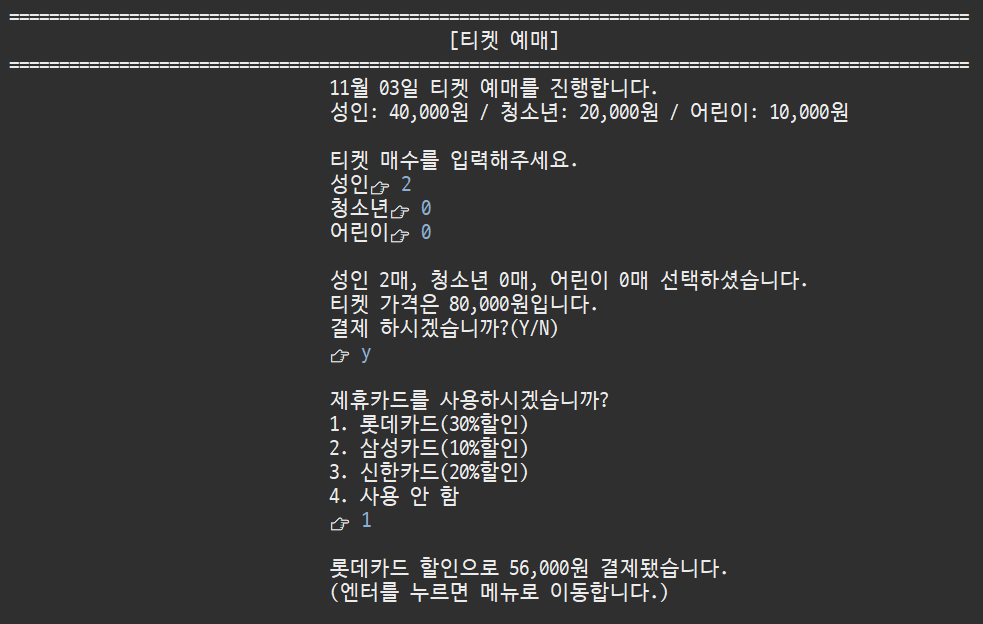 ================================================================================================
[티켓 예매]
================================================================================================
11월 03일 티켓 예매를 진행합니다.
성인: 40,000원 / 청소년: 20,000원 / 어린이: 10,000원
티켓 매수를 입력해주세요.
성인👉 2
청소년👉 0
어린이👉 0
성인 2매, 청소년 0매, 어린이 0매 선택하셨습니다.
티켓 가격은 80,000원입니다.
결제 하시겠습니까?(Y/N)
👉 y
제휴카드를 사용하시겠습니까?
1. 롯데카드(30%할인)
2. 삼성카드(10%할인)
3. 신한카드(20%할인)
4. 사용 안 함
👉 1
롯데카드 할인으로 56,000원 결제됐습니다.
(엔터를 누르면 메뉴로 이동합니다.)